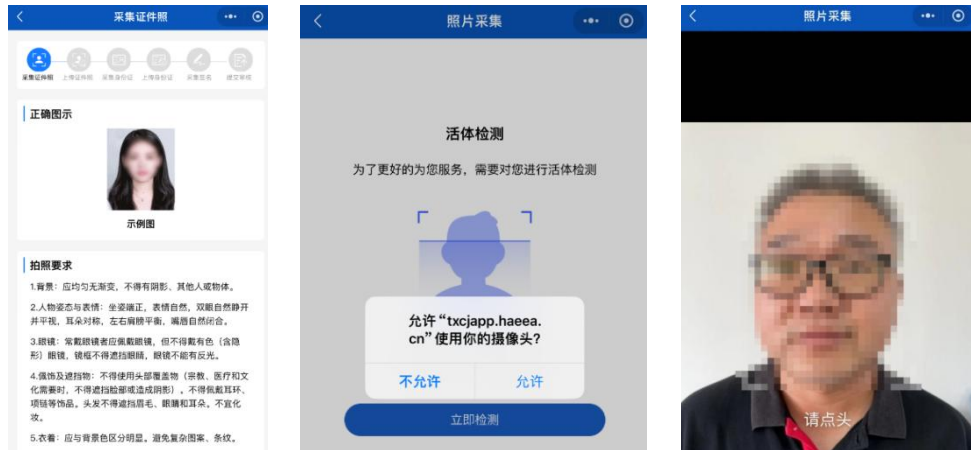 采集证件照
采集证件照
上传证件照
采集身份证
上传身份证
采集签名
提交审核
正确图示
示例图
拍照要求
1.背景：应均匀无渐变，不得有阴影、其他人或物体。
2.人物姿态与表情：坐姿端正，表情自然，双眼自然睁开
并平视，耳朵对称，左右肩膀平衡，嘴唇自然闭合。
3.眼镜：常戴眼镜者应佩戴眼镜，但不得戴有色（含隐
形）眼镜，镜框不得遮挡眼睛，眼镜不能有反光。
4.佩饰及遮挡物：不得使用头部覆盖物（宗教、医疗和文
化需要时，不得遮挡脸部或造成阴影）。不得佩戴耳环、
项链等饰品。头发不得遮挡眉毛、眼睛和耳朵。不宜化
妆。
5.衣着：应与背景色区分明显。避免复杂图案、条纹。
照片采集
活体检测
为了更好的为您服务，需要对您进行活体检测
允许“txcjapp.haeea.
cn”使用你的摄像头？
不允许
允许
立即检测
照片采集
请点头